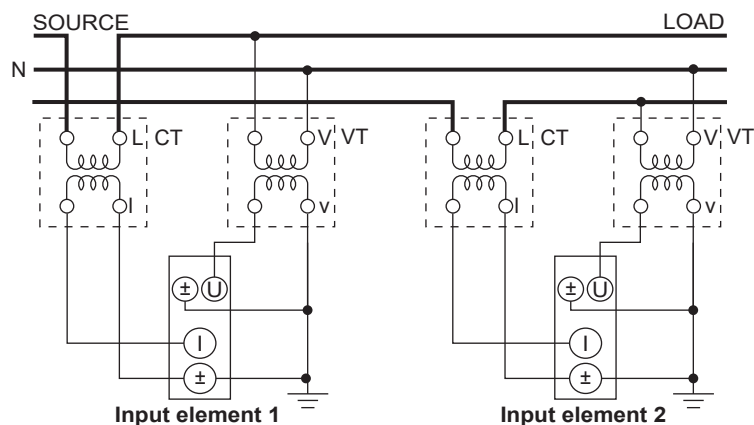 SOURCE LOAD
N
L CT V VT L CT V VT
l v l v
± U ± U
I I
± ±
Input element 1 Input element 2